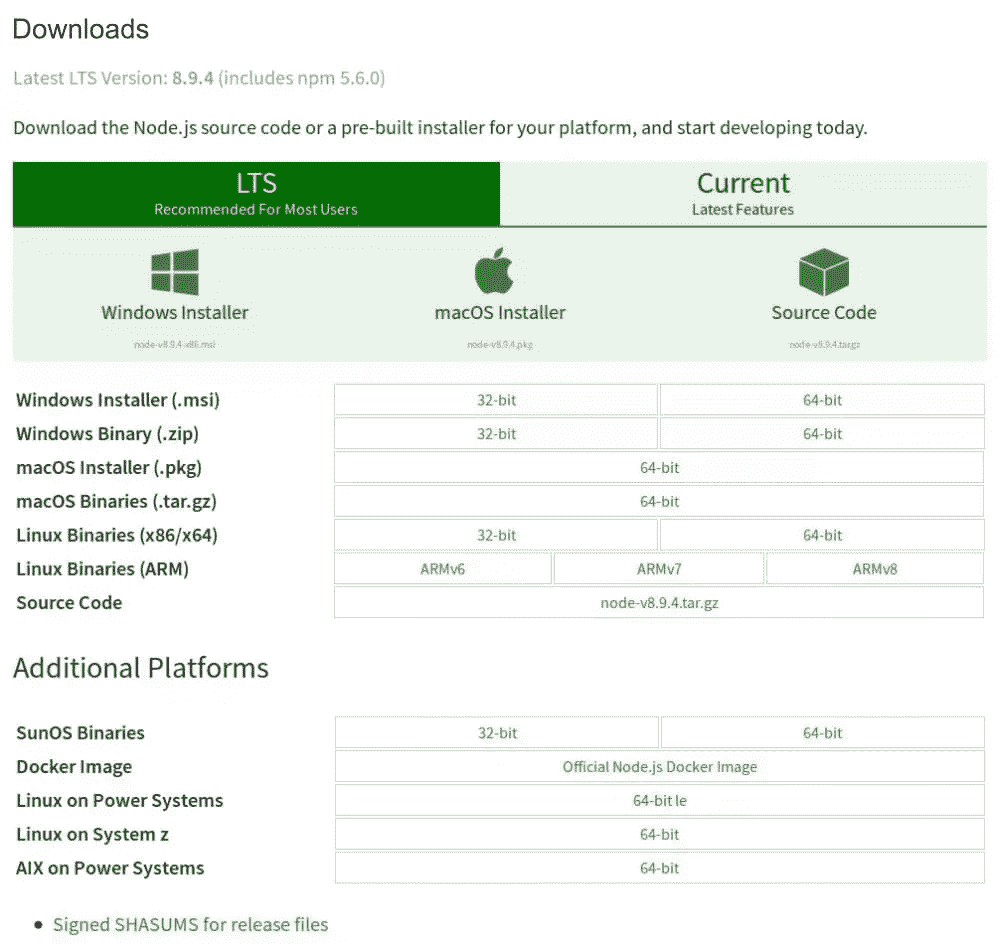 Downloads
Latest LTS Version: 8.9.4 (includes npm 5.6.0)
Download the Node.js source code or a pre-built installer for your platform, and start developing today.
LTS
Recommended For Most Users
Current
Latest Features
Windows Installer
node-v8.9.4-x86.msi
macOS Installer
node-v8.9.4.pkg
Source Code
node-v8.9.4.tar.gz
Windows Installer (.msi) 32-bit 64-bit
Windows Binary (.zip) 32-bit 64-bit
macOS Installer (.pkg) 64-bit
macOS Binaries (.tar.gz) 64-bit
Linux Binaries (x86/x64) 32-bit 64-bit
Linux Binaries (ARM) ARMv6 ARMv7 ARMv8
Source Code node-v8.9.4.tar.gz
Additional Platforms
SunOS Binaries 32-bit 64-bit
Docker Image Official Node.js Docker Image
Linux on Power Systems 64-bit le
Linux on System z 64-bit
AIX on Power Systems 64-bit
• Signed SHASUMS for release files